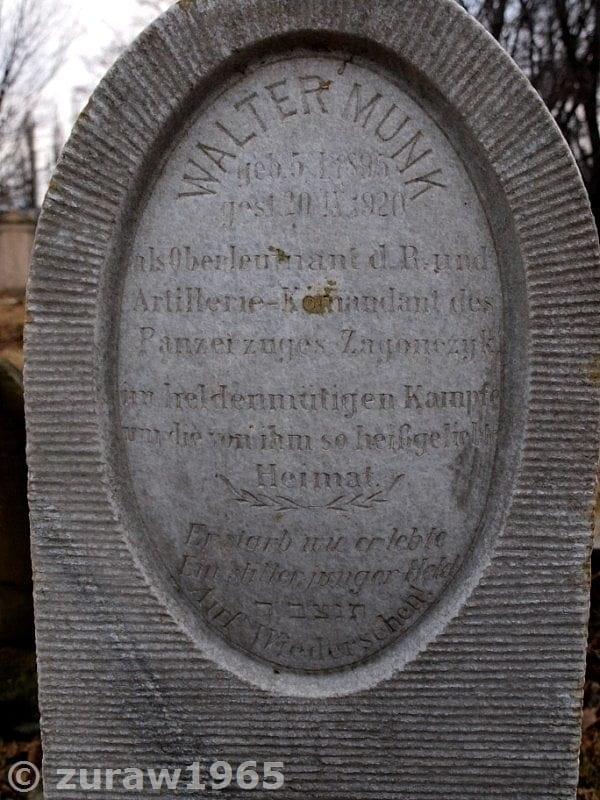 WALTER MUNK
geb. 5. I. 1895
gest. 20. II. 1920
als Oberleutnant d. R. und
Artillerie-Komandant des
Panzerzuges Zagonczyk
im heldenmütigen Kampfe
um die von ihm so heißgeliebte
Heimat.
Er starb wie er lebte
Ein stiller, junger Held.
ת נ צ ב ה
Auf Wiedersehen!
© zuraw1965